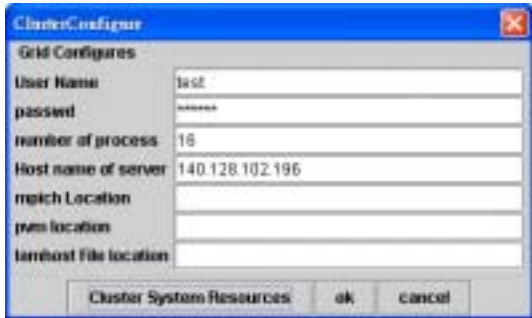 ClusterConfigure
Grid Configures
User Name test
passwd ******
number of process 16
Host name of server 140.128.102.196
mpich Location
pvm location
lamhost File location
Cluster System Resources ok cancel